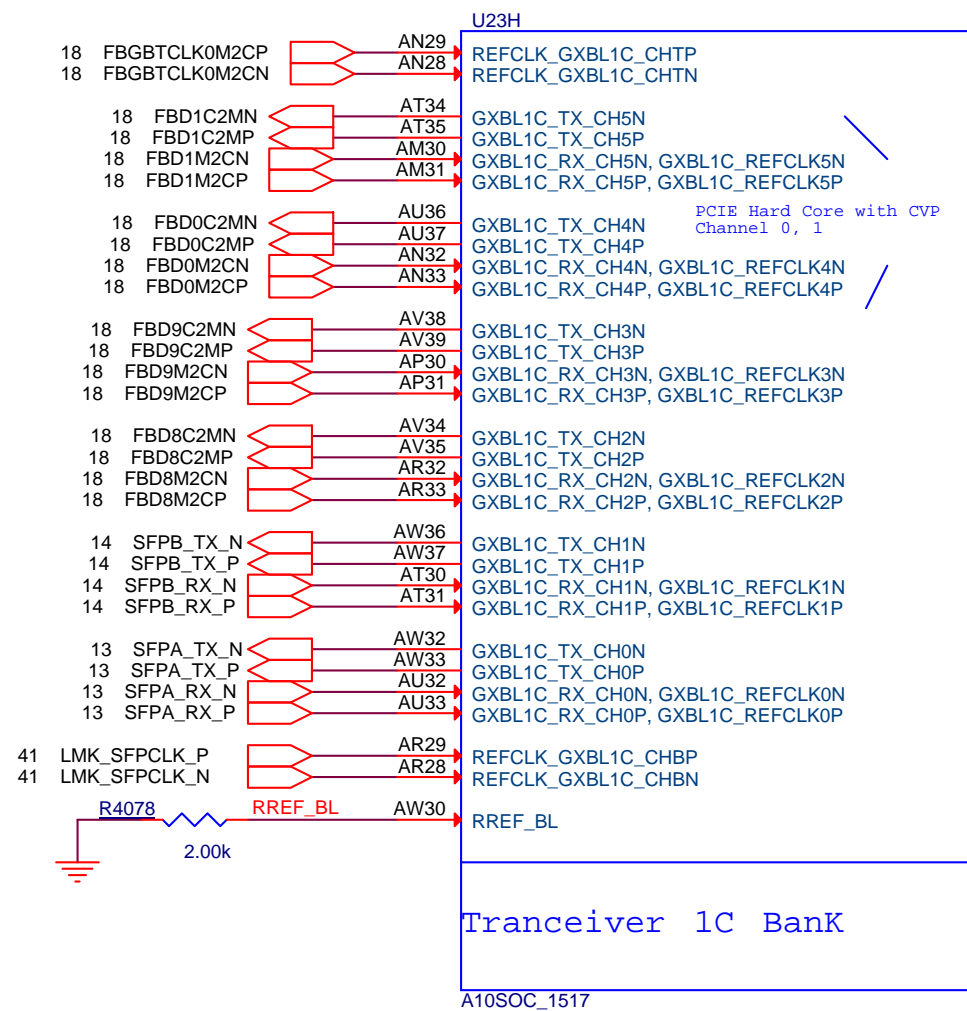 U23H
18 FBGBTCLK0M2CP AN29 REFCLK_GXBL1C_CHTP
18 FBGBTCLK0M2CN AN28 REFCLK_GXBL1C_CHTN
18 FBD1C2MN AT34 GXBL1C_TX_CH5N
18 FBD1C2MP AT35 GXBL1C_TX_CH5P
18 FBD1M2CN AM30 GXBL1C_RX_CH5N, GXBL1C_REFCLK5N
18 FBD1M2CP AM31 GXBL1C_RX_CH5P, GXBL1C_REFCLK5P
PCIE Hard Core with CVP
Channel 0, 1
18 FBD0C2MN AU36 GXBL1C_TX_CH4N
18 FBD0C2MP AU37 GXBL1C_TX_CH4P
18 FBD0M2CN AN32 GXBL1C_RX_CH4N, GXBL1C_REFCLK4N
18 FBD0M2CP AN33 GXBL1C_RX_CH4P, GXBL1C_REFCLK4P
18 FBD9C2MN AV38 GXBL1C_TX_CH3N
18 FBD9C2MP AV39 GXBL1C_TX_CH3P
18 FBD9M2CN AP30 GXBL1C_RX_CH3N, GXBL1C_REFCLK3N
18 FBD9M2CP AP31 GXBL1C_RX_CH3P, GXBL1C_REFCLK3P
18 FBD8C2MN AV34 GXBL1C_TX_CH2N
18 FBD8C2MP AV35 GXBL1C_TX_CH2P
18 FBD8M2CN AR32 GXBL1C_RX_CH2N, GXBL1C_REFCLK2N
18 FBD8M2CP AR33 GXBL1C_RX_CH2P, GXBL1C_REFCLK2P
14 SFPB_TX_N AW36 GXBL1C_TX_CH1N
14 SFPB_TX_P AW37 GXBL1C_TX_CH1P
14 SFPB_RX_N AT30 GXBL1C_RX_CH1N, GXBL1C_REFCLK1N
14 SFPB_RX_P AT31 GXBL1C_RX_CH1P, GXBL1C_REFCLK1P
13 SFPA_TX_N AW32 GXBL1C_TX_CH0N
13 SFPA_TX_P AW33 GXBL1C_TX_CH0P
13 SFPA_RX_N AU32 GXBL1C_RX_CH0N, GXBL1C_REFCLK0N
13 SFPA_RX_P AU33 GXBL1C_RX_CH0P, GXBL1C_REFCLK0P
41 LMK_SFPCLK_P AR29 REFCLK_GXBL1C_CHBP
41 LMK_SFPCLK_N AR28 REFCLK_GXBL1C_CHBN
R4078 RREF_BL AW30 RREF_BL
2.00k
Tranceiver 1C BanK
A10SOC_1517